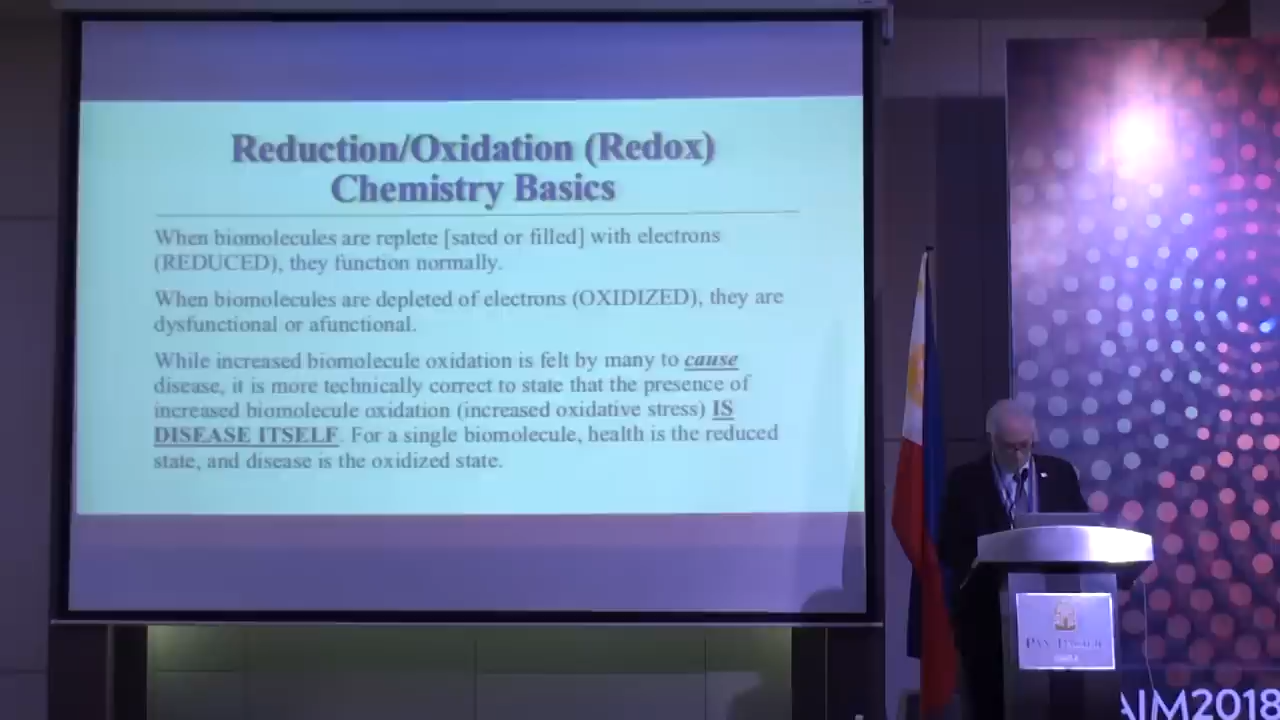 Reduction/Oxidation (Redox)
Chemistry Basics
When biomolecules are replete [sated or filled] with electrons
(REDUCED), they function normally.
When biomolecules are depleted of electrons (OXIDIZED), they are
dysfunctional or afunctional.
While increased biomolecule oxidation is felt by many to cause
disease, it is more technically correct to state that the presence of
increased biomolecule oxidation (increased oxidative stress) IS
DISEASE ITSELF. For a single biomolecule, health is the reduced
state, and disease is the oxidized state.
PAN
AIM2018